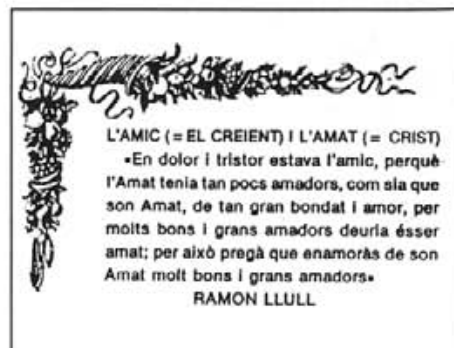 L'AMIC (= EL CREIENT) I L'AMAT (= CRIST)
«En dolor i tristor estava l'amic, perquè
l'Amat tenia tan pocs amadors, com sia que
son Amat, de tan gran bondat i amor, per
molts bons i grans amadors deuria ésser
amat; per això pregà que enamoràs de son
Amat molt bons i grans amadors»
RAMON LLULL